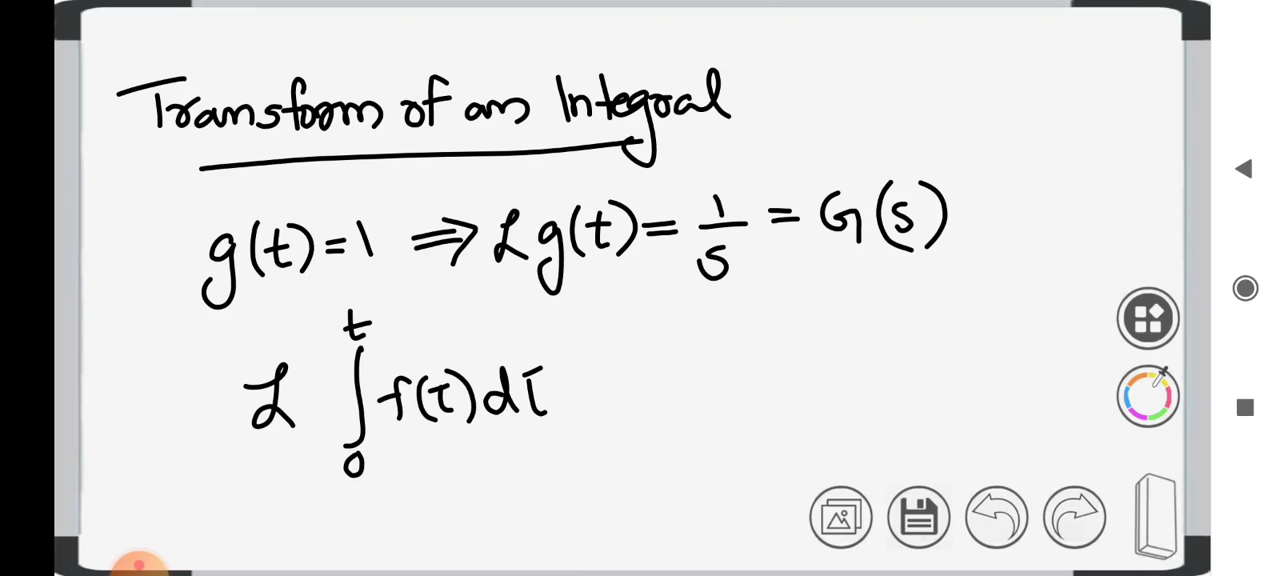 Transform of an Integral
g(t)=1 ⇒ ℒg(t)= 1/s = G(s)
ℒ ∫₀ᵗ f(τ)dτ